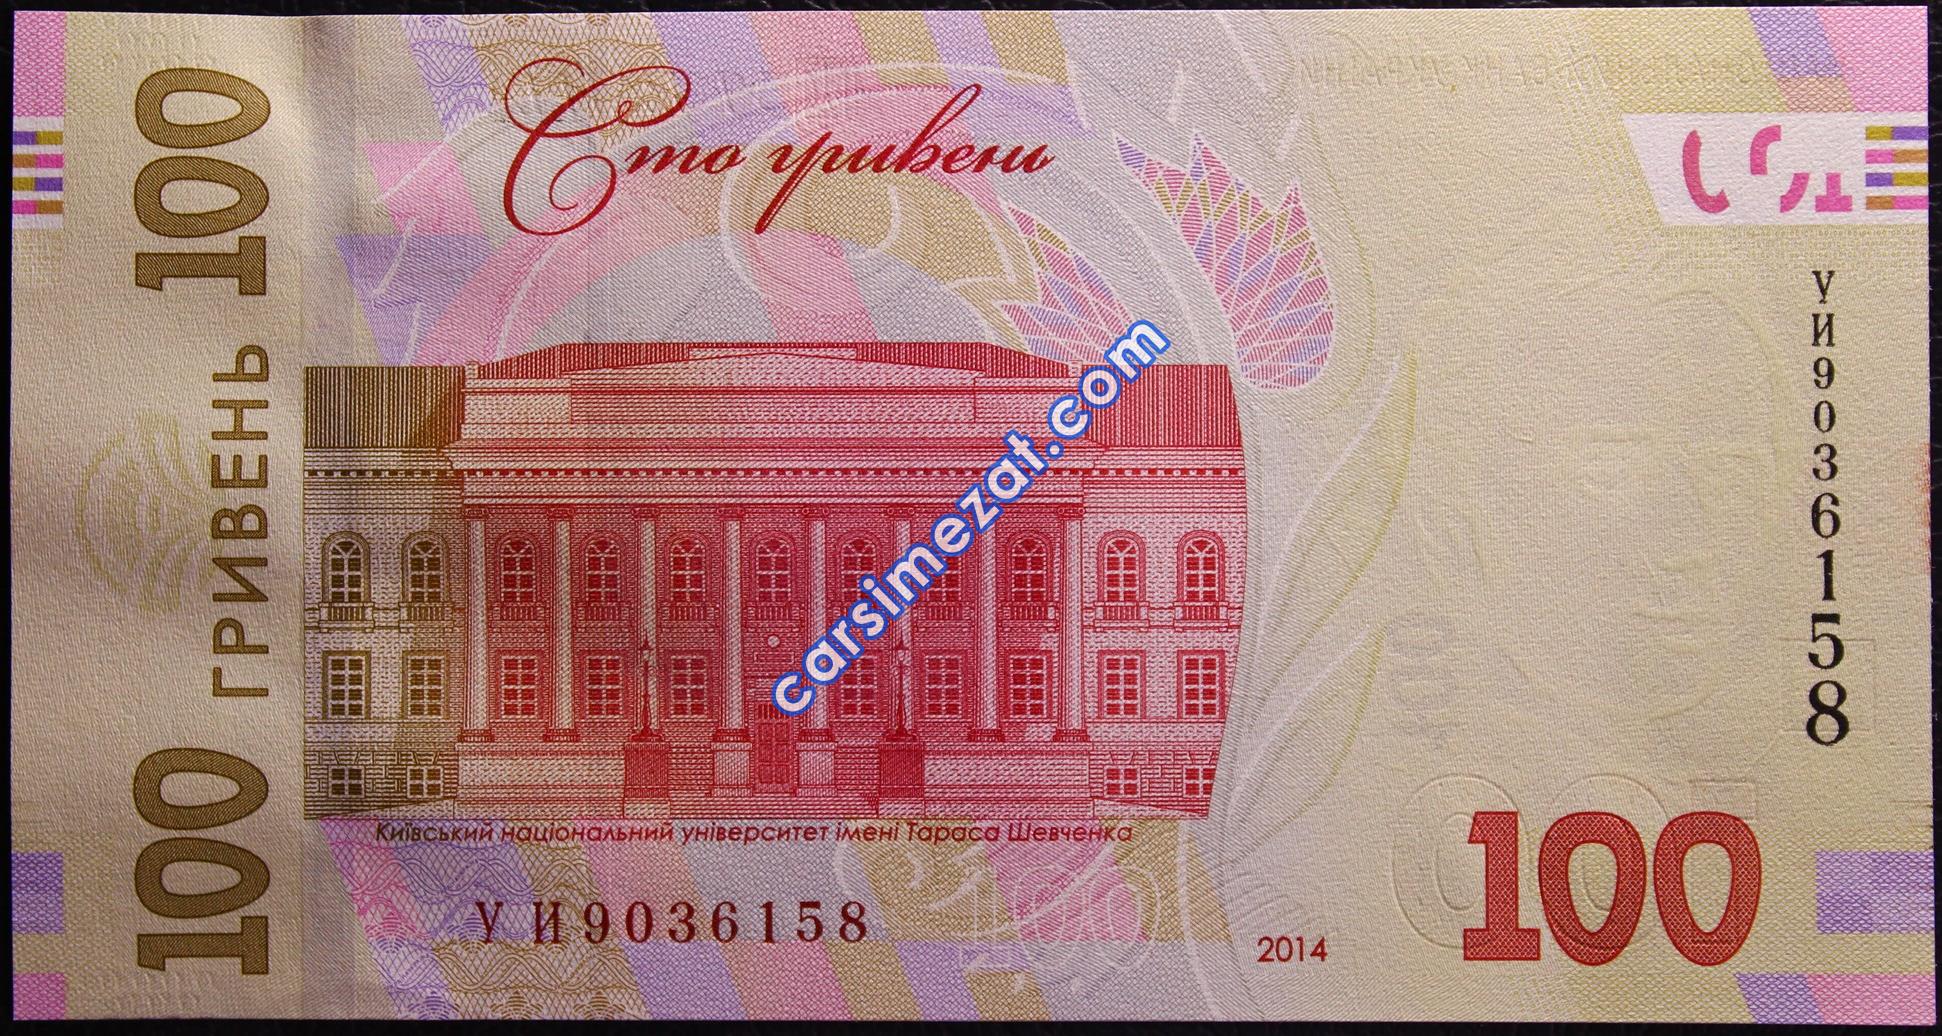 100 ГРИВЕНЬ 100
Сто гривень
УИ9036158
carsimezat.com
Київський національний університет імені Тараса Шевченка
УИ9036158
2014
100